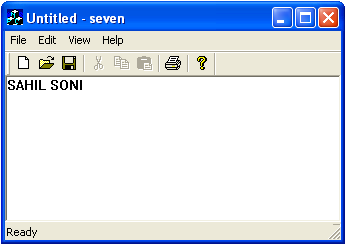 Untitled - seven
File Edit View Help
SAHIL SONI
Ready